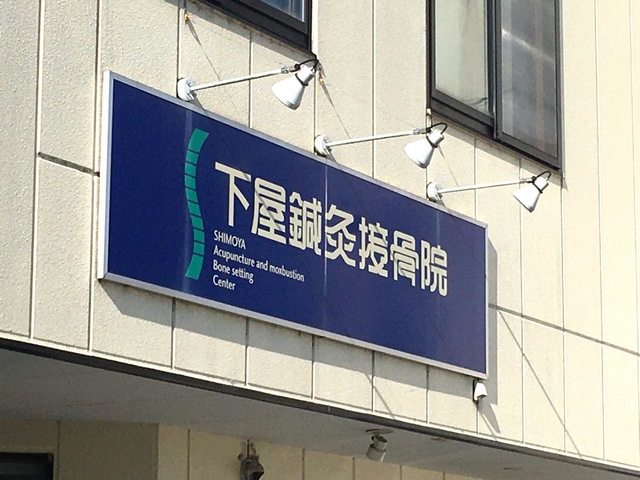 下屋鍼灸接骨院
SHIMOYA
Acupuncture and moxbustion
Bone setting
Center